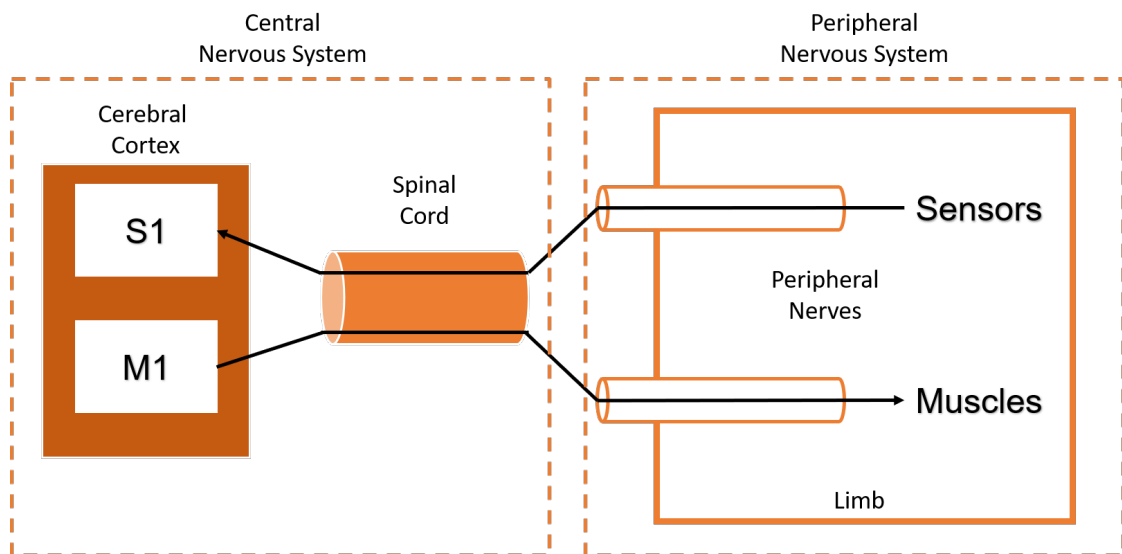 Central
Nervous System
Peripheral
Nervous System
Cerebral
Cortex
S1
M1
Spinal
Cord
Sensors
Peripheral
Nerves
Muscles
Limb